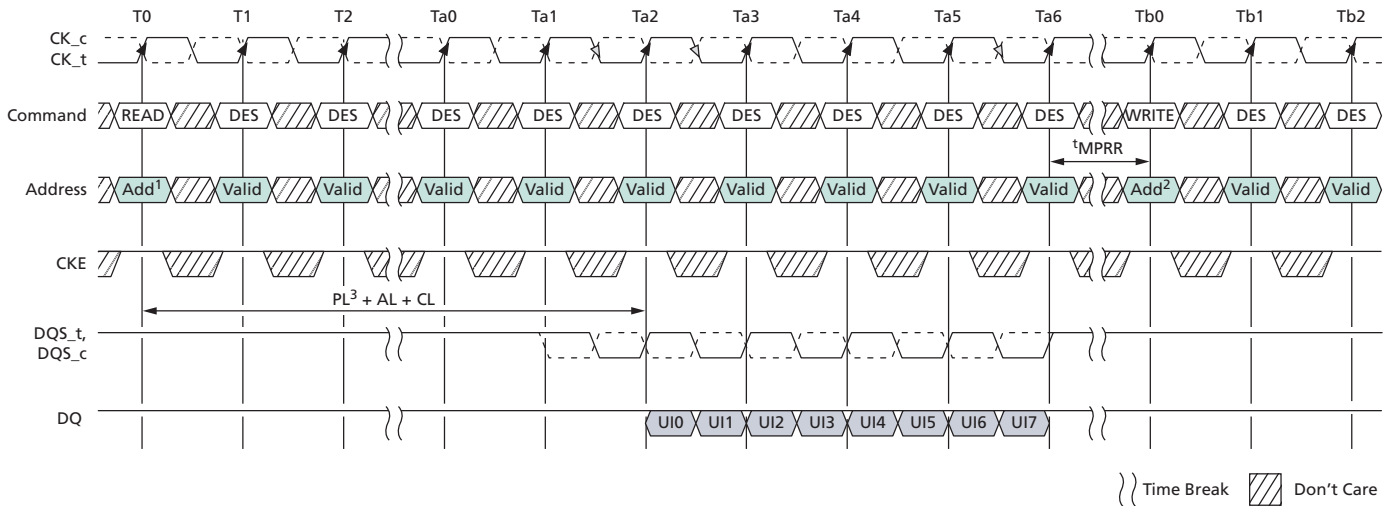 T0 T1 T2 Ta0 Ta1 Ta2 Ta3 Ta4 Ta5 Ta6 Tb0 Tb1 Tb2
CK_c
CK_t
Command READ DES DES DES DES DES DES DES DES DES WRITE DES DES
tMPRR
Address Add1 Valid Valid Valid Valid Valid Valid Valid Valid Valid Add2 Valid Valid
CKE
PL3 + AL + CL
DQS_t,
DQS_c
DQ UI0 UI1 UI2 UI3 UI4 UI5 UI6 UI7
Time Break Don't Care